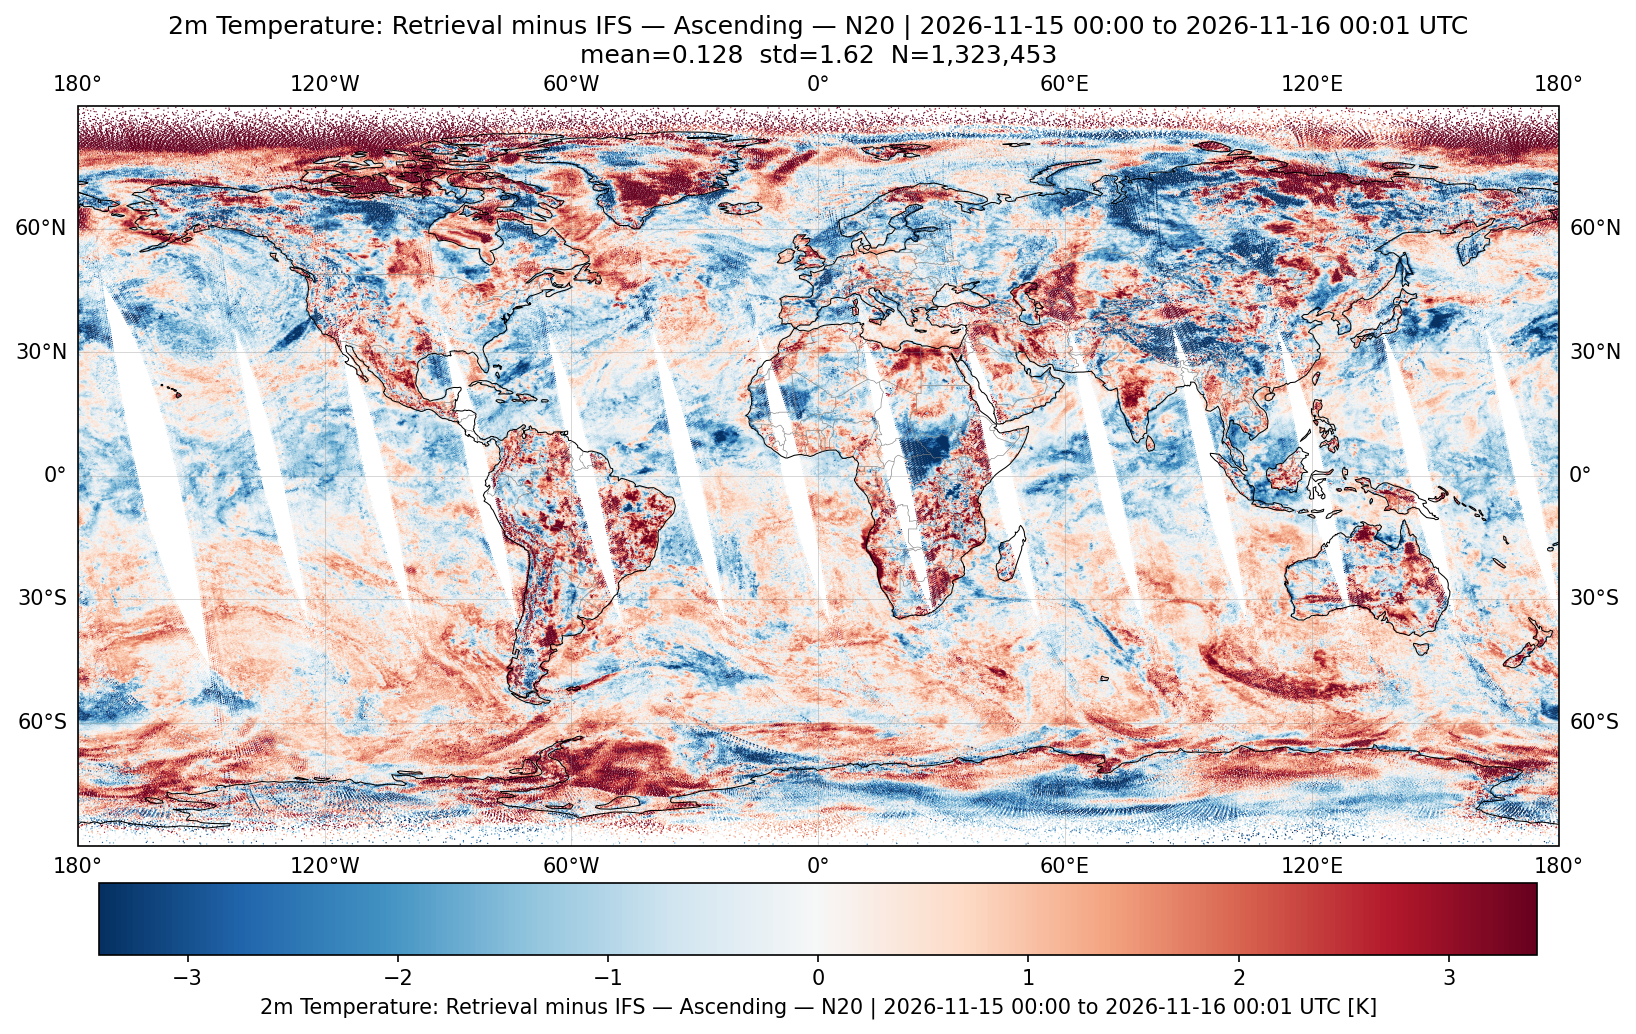 2m Temperature: Retrieval minus IFS — Ascending — N20 | 2026-11-15 00:00 to 2026-11-16 00:01 UTC
mean=0.128 std=1.62 N=1,323,453
180° 120°W 60°W 0° 60°E 120°E 180°
60°N 60°N
30°N 30°N
0° 0°
30°S 30°S
60°S 60°S
180° 120°W 60°W 0° 60°E 120°E 180°
−3 −2 −1 0 1 2 3
2m Temperature: Retrieval minus IFS — Ascending — N20 | 2026-11-15 00:00 to 2026-11-16 00:01 UTC [K]